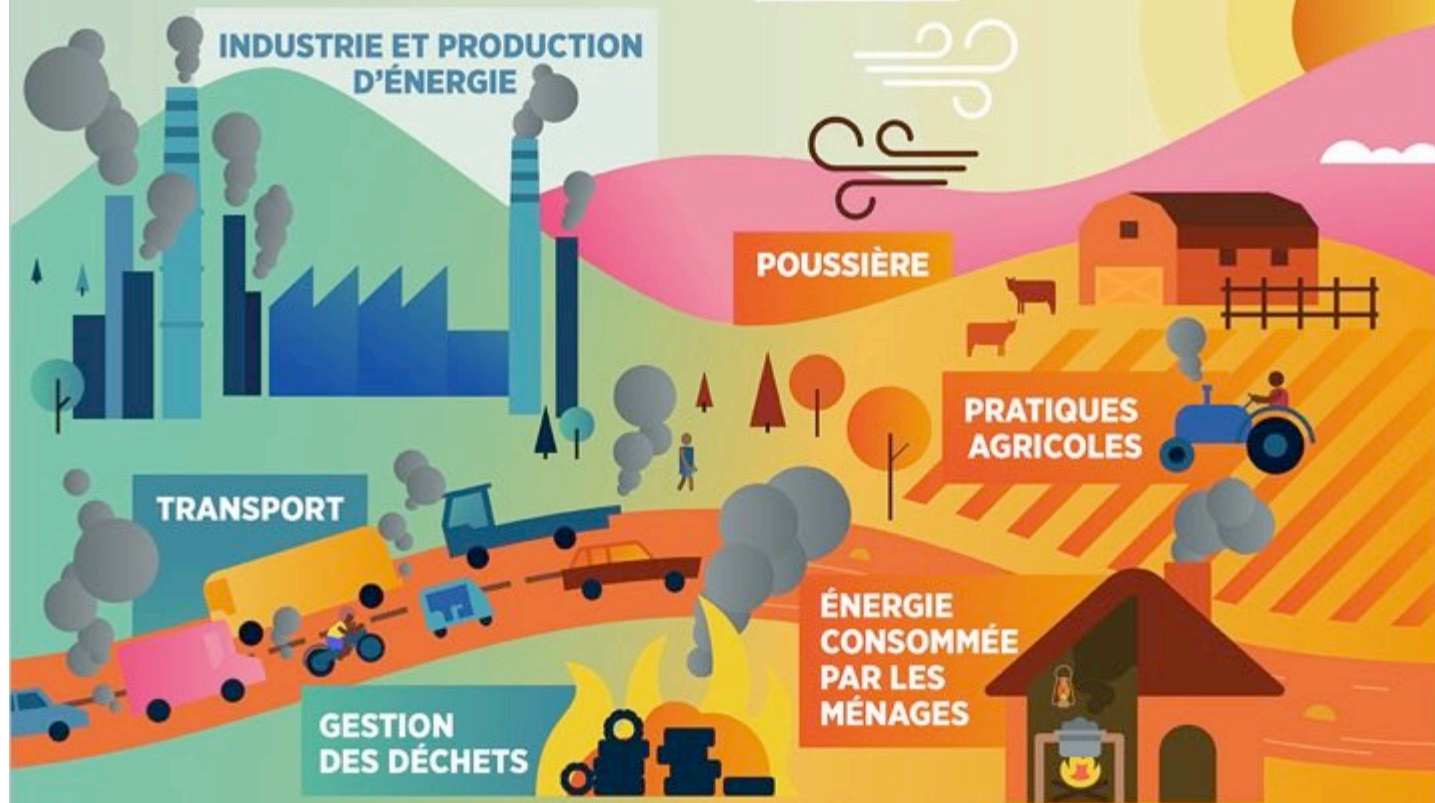 INDUSTRIE ET PRODUCTION
D'ÉNERGIE
POUSSIÈRE
PRATIQUES
AGRICOLES
TRANSPORT
ÉNERGIE
CONSOMMÉE
PAR LES
MÉNAGES
GESTION
DES DÉCHETS